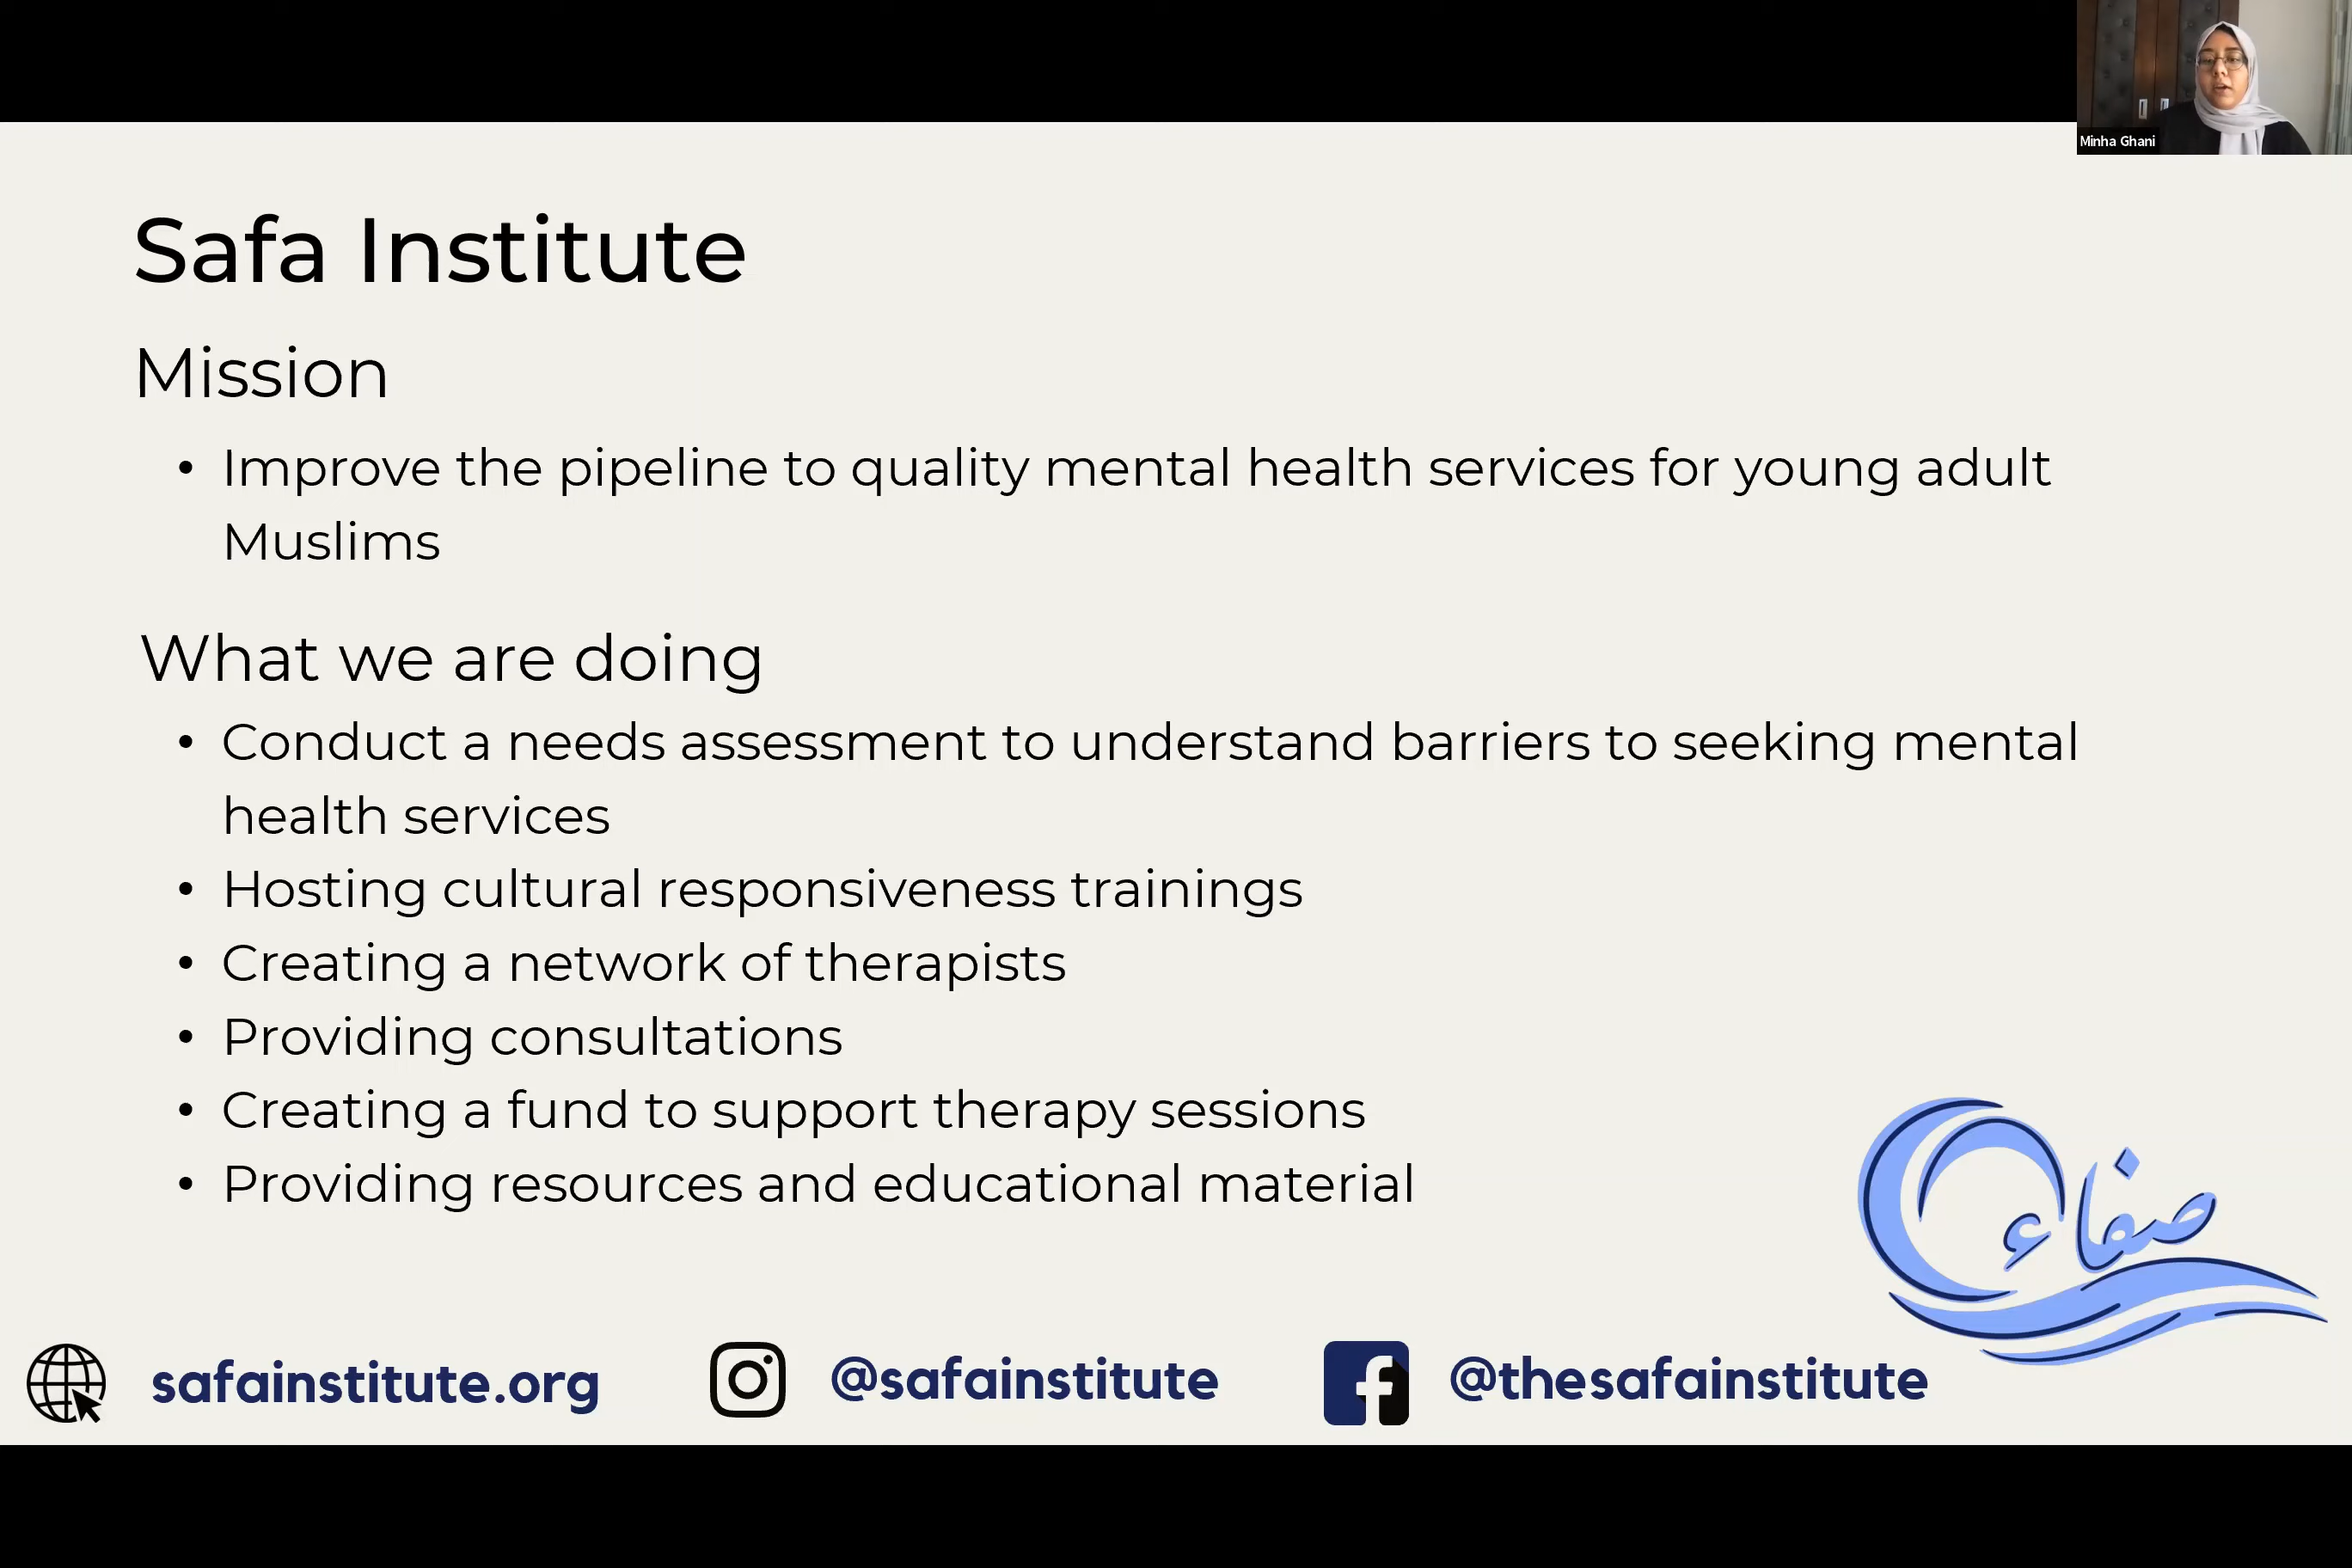 Minha Ghani
Safa Institute
Mission
• Improve the pipeline to quality mental health services for young adult
Muslims
What we are doing
• Conduct a needs assessment to understand barriers to seeking mental
health services
• Hosting cultural responsiveness trainings
• Creating a network of therapists
• Providing consultations
• Creating a fund to support therapy sessions
• Providing resources and educational material
صفاء
safainstitute.org
@safainstitute
@thesafainstitute